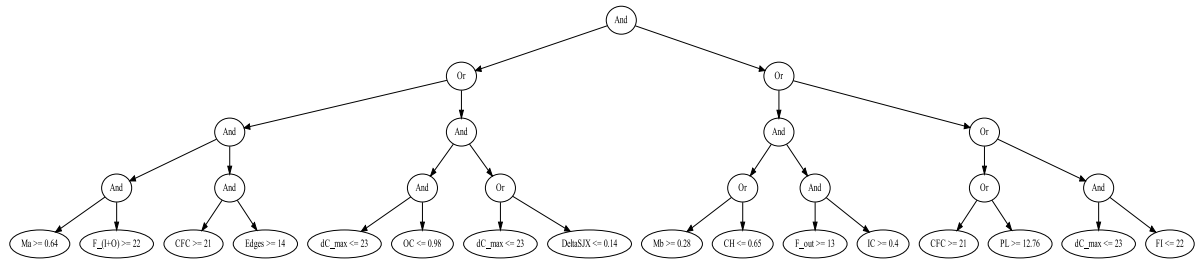 And
Or
Or
And
And
And
Or
And
And
And
Or
Or
And
Or
And
Ma >= 0.64
F_(I+O) >= 22
CFC >= 21
Edges >= 14
dC_max <= 23
OC <= 0.98
dC_max <= 23
DeltaSJX <= 0.14
Mb >= 0.28
CH <= 0.65
F_out >= 13
IC >= 0.4
CFC >= 21
PL >= 12.76
dC_max <= 23
FI <= 22